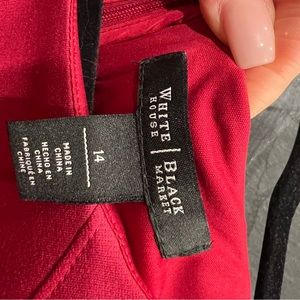 WHITE | BLACK
HOUSE | MARKET
14
MADE IN
CHINA
HECHO EN
CHINA
FABRIQUÉ EN
CHINE